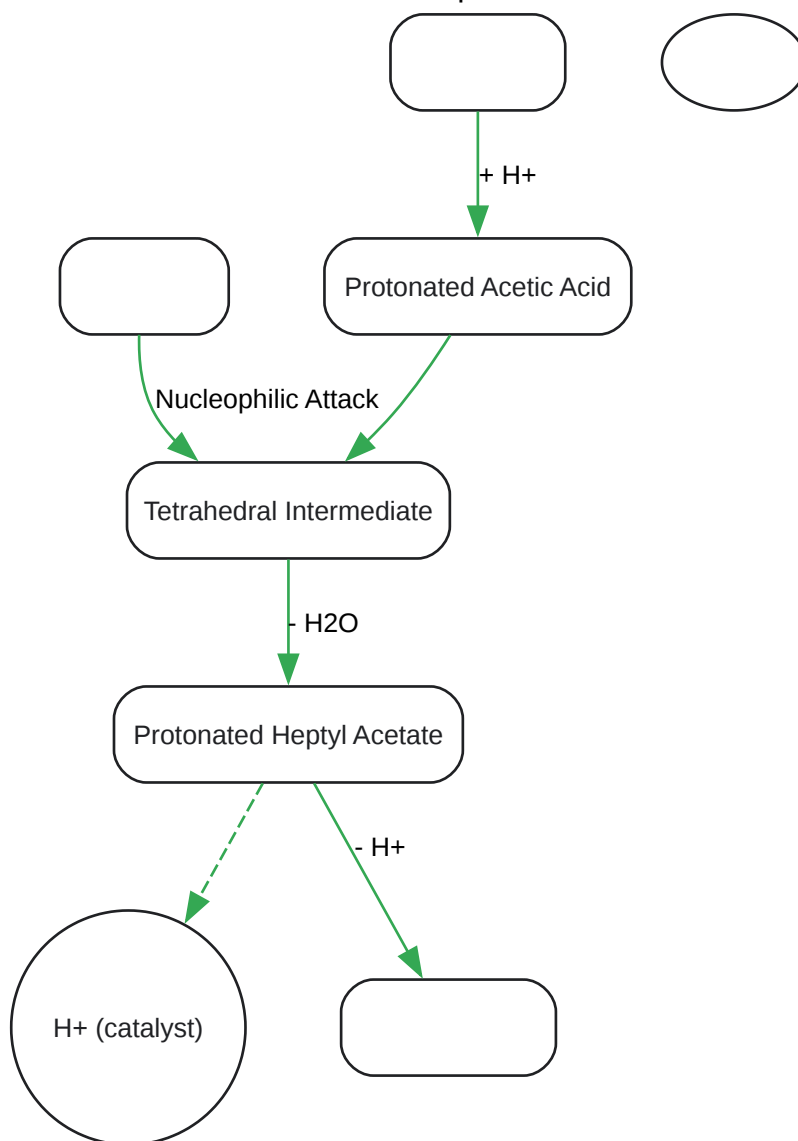 + H+
Protonated Acetic Acid
Nucleophilic Attack
Tetrahedral Intermediate
- H2O
Protonated Heptyl Acetate
- H+
H+ (catalyst)